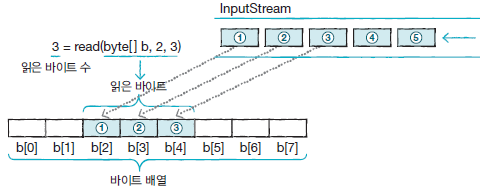 InputStream
① ② ③ ④ ⑤
3 = read(byte[] b, 2, 3)
읽은 바이트 수
읽은 바이트
① ② ③
b[0] b[1] b[2] b[3] b[4] b[5] b[6] b[7]
바이트 배열